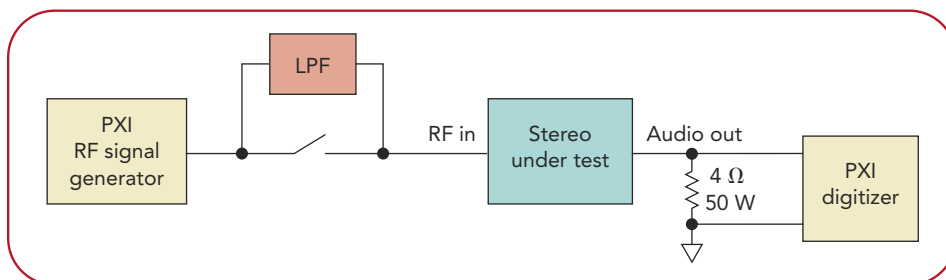 LPF
PXI
RF signal
generator
RF in
Stereo
under test
Audio out
4 Ω
50 W
PXI
digitizer